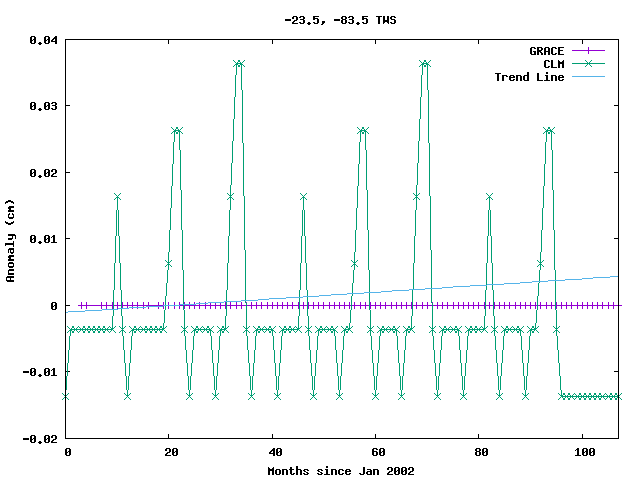 -23.5, -83.5 TWS
0.04
0.03
0.02
0.01
0
-0.01
-0.02
GRACE
CLM
Trend Line
Anomaly (cm)
0 20 40 60 80 100
Months since Jan 2002